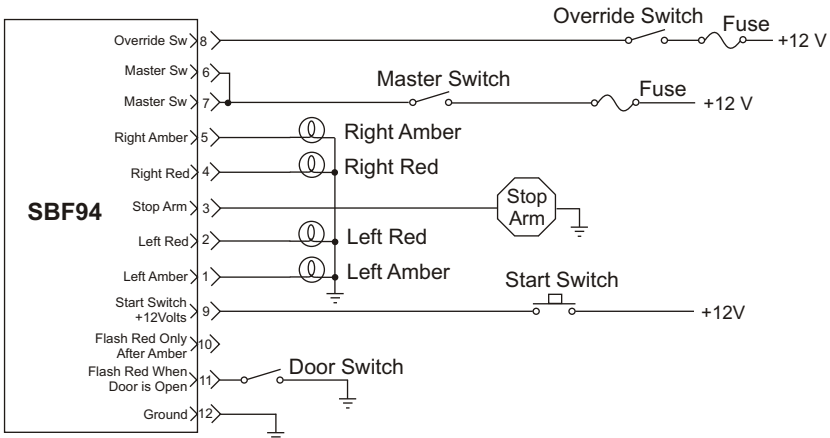 Override Switch
Fuse
Override Sw 8
+12 V
Master Sw 6
Master Switch
Fuse
Master Sw 7
+12 V
Right Amber 5
Right Amber
Right Red 4
Right Red
SBF94
Stop Arm 3
Stop
Arm
Left Red 2
Left Red
Left Amber 1
Left Amber
Start Switch
Start Switch
+12Volts 9
+12V
Flash Red Only
After Amber 10
Flash Red When
Door is Open 11
Door Switch
Ground 12